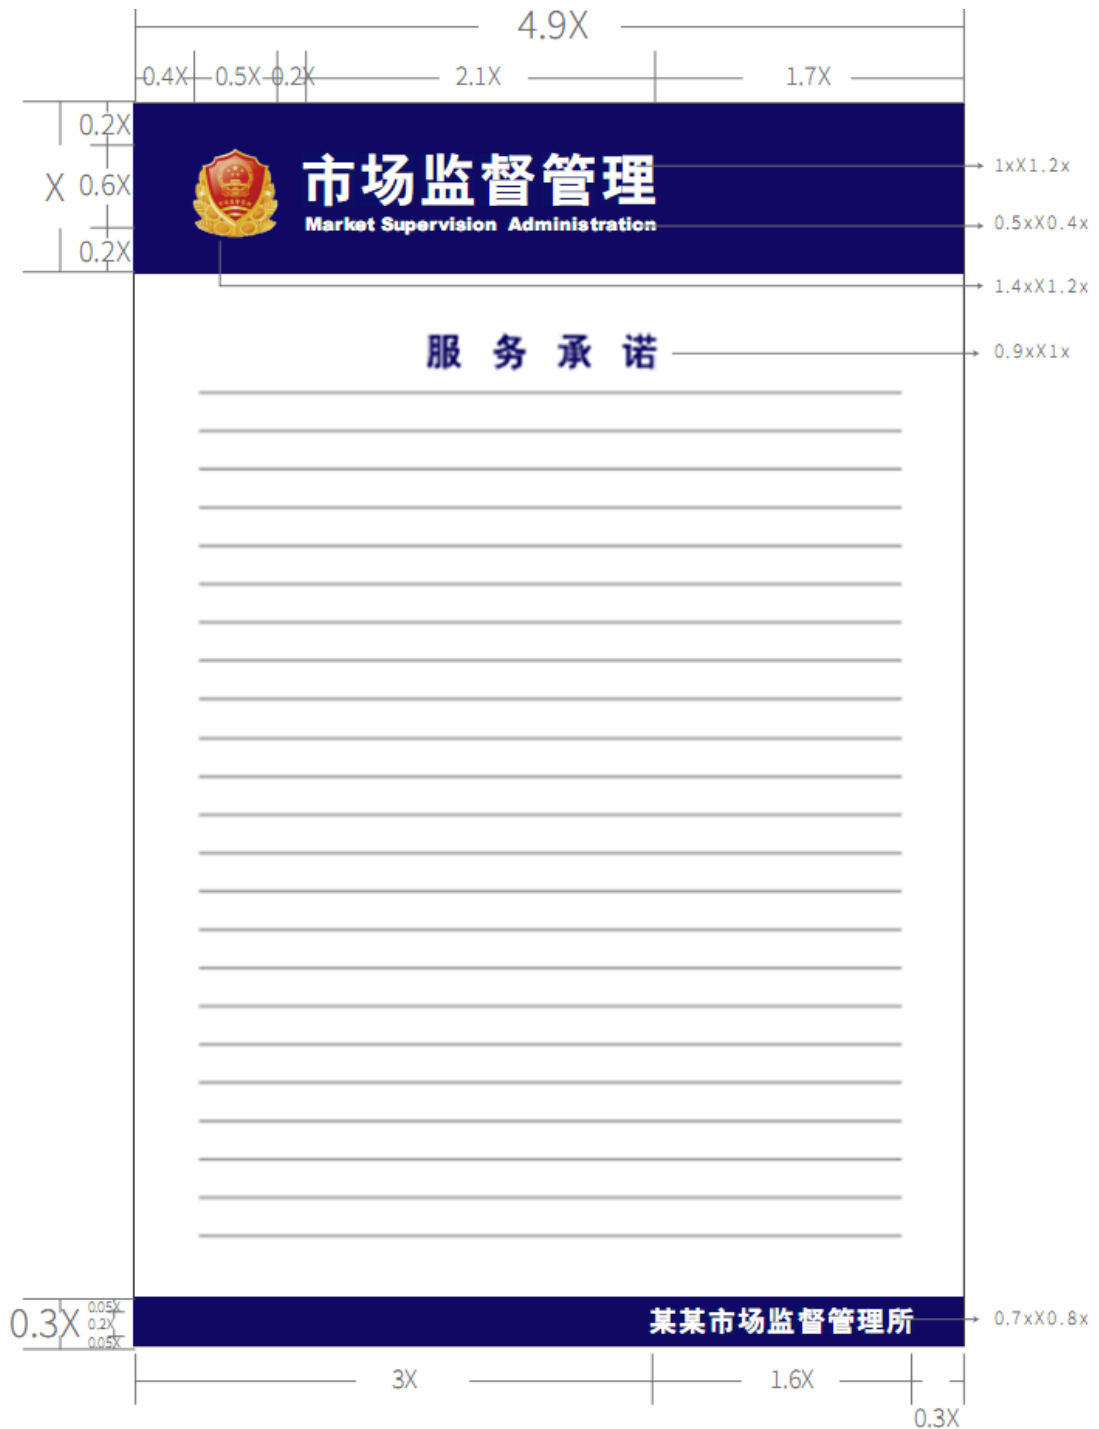 4.9X
0.4X 0.5X 0.2X 2.1X 1.7X
0.2X
X 0.6X
0.2X
市场监督管理
Market Supervision Administration
1xX1.2x
0.5xX0.4x
1.4xX1.2x
服务承诺
0.9xX1x
0.3X
0.05X
0.2X
0.05X
某某市场监督管理所
0.7xX0.8x
3X 1.6X
0.3X